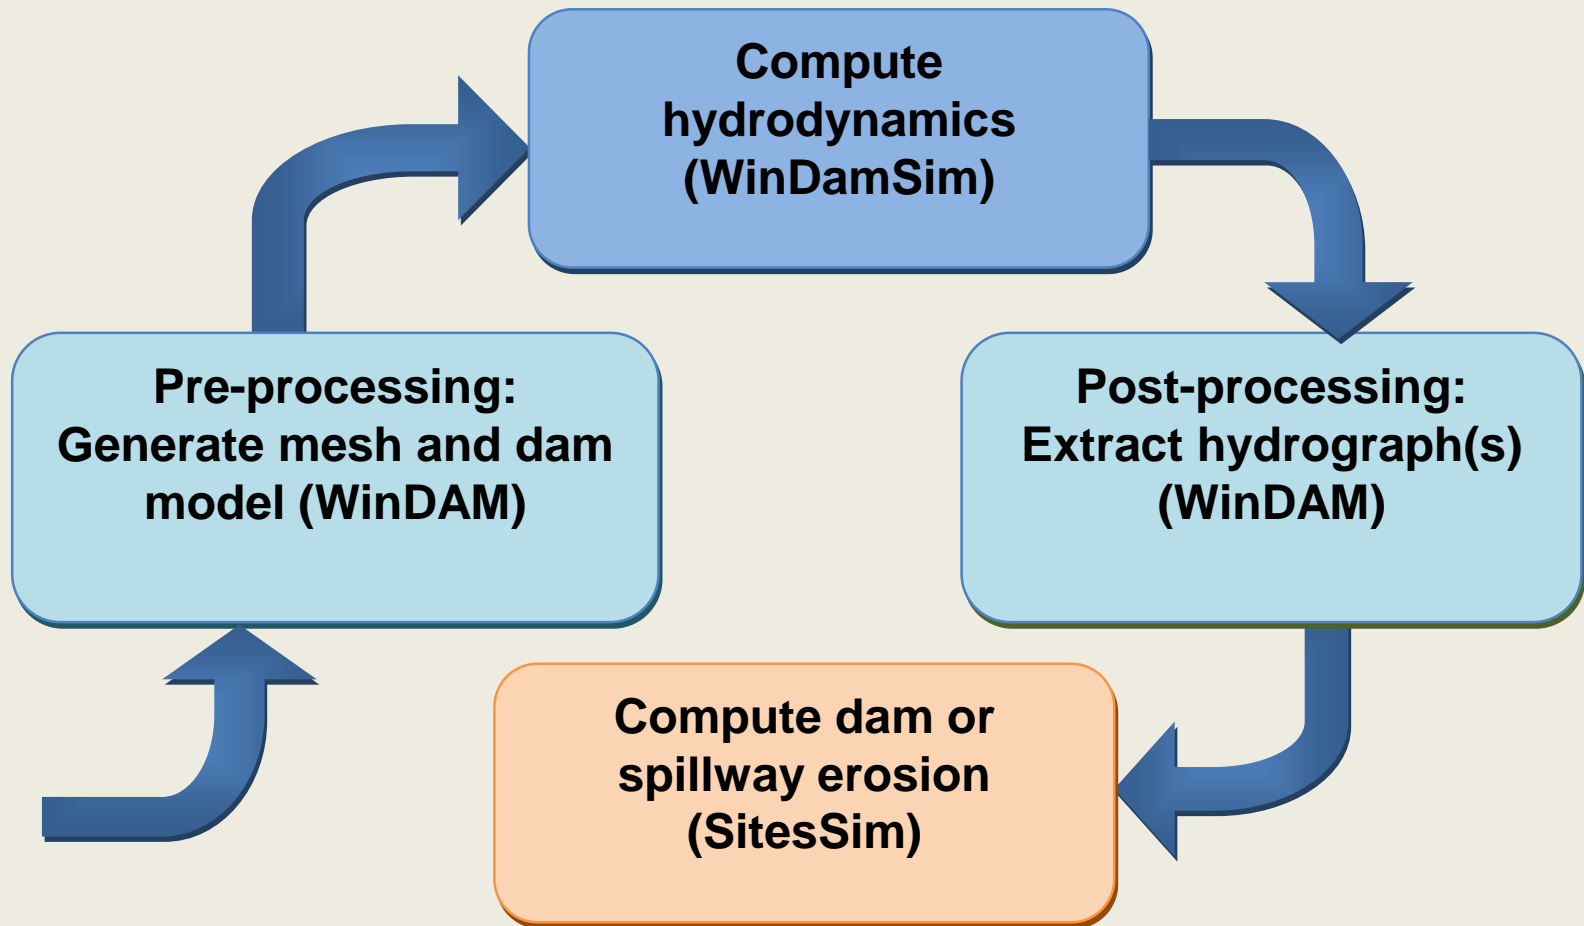 Compute
hydrodynamics
(WinDamSim)
Pre-processing:
Generate mesh and dam
model (WinDAM)
Post-processing:
Extract hydrograph(s)
(WinDAM)
Compute dam or
spillway erosion
(SitesSim)